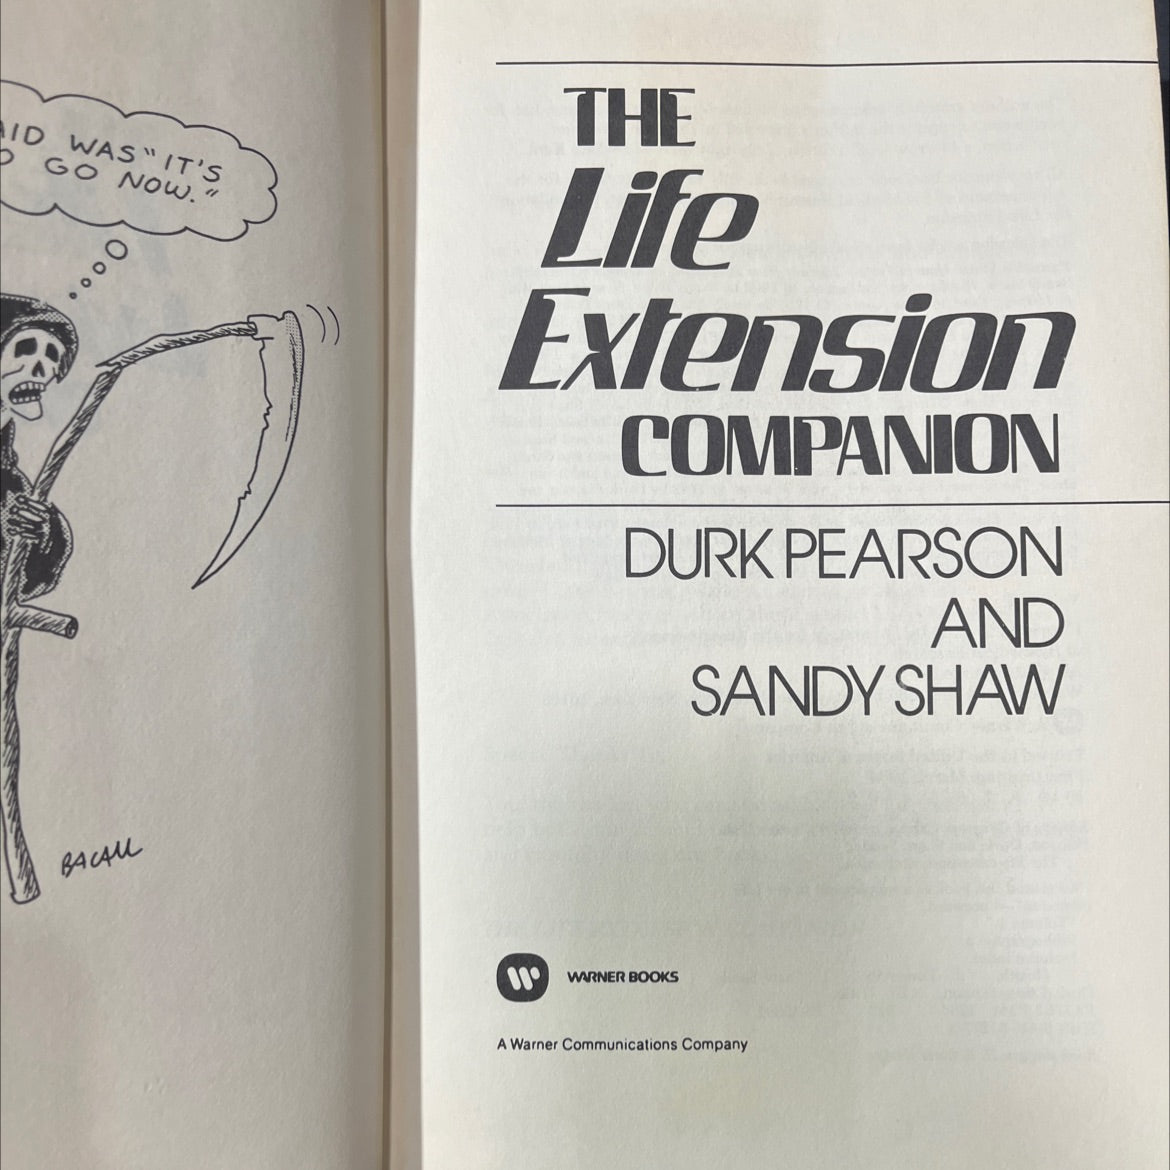 AID WAS "IT'S
O GO NOW."
BACALL
THE
Life
Extension
COMPANION
DURK PEARSON
AND
SANDY SHAW
WARNER BOOKS
A Warner Communications Company